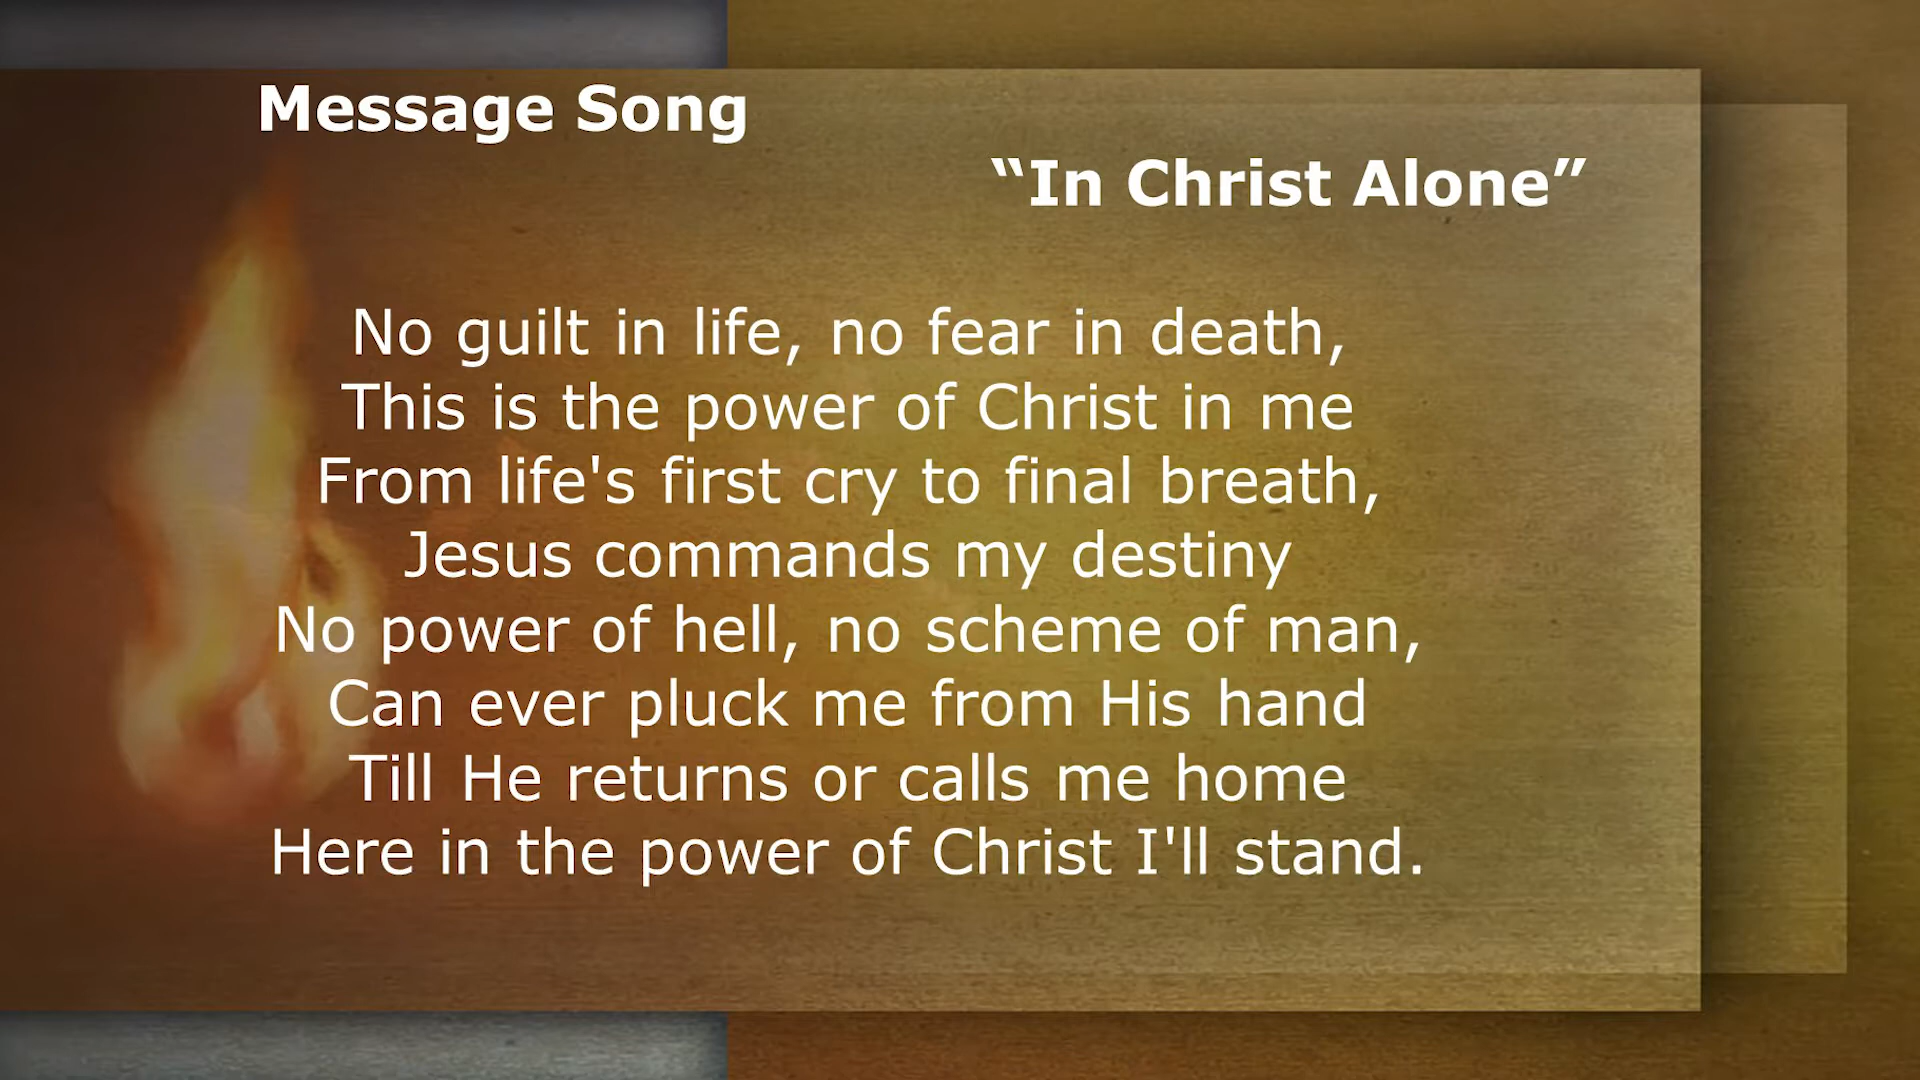 Message Song
“In Christ Alone”
No guilt in life, no fear in death,
This is the power of Christ in me
From life's first cry to final breath,
Jesus commands my destiny
No power of hell, no scheme of man,
Can ever pluck me from His hand
Till He returns or calls me home
Here in the power of Christ I'll stand.